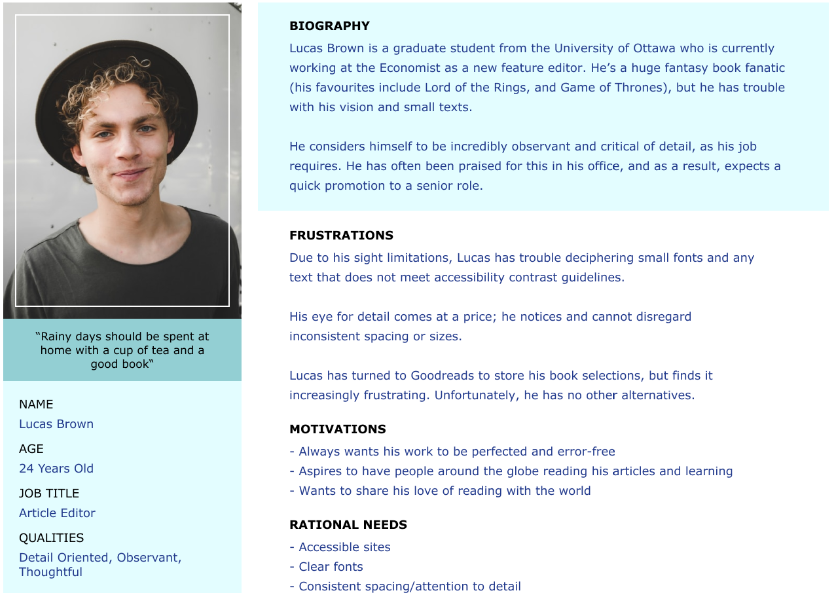 "Rainy days should be spent at
home with a cup of tea and a
good book"
NAME
Lucas Brown
AGE
24 Years Old
JOB TITLE
Article Editor
QUALITIES
Detail Oriented, Observant,
Thoughtful
BIOGRAPHY
Lucas Brown is a graduate student from the University of Ottawa who is currently
working at the Economist as a new feature editor. He's a huge fantasy book fanatic
(his favourites include Lord of the Rings, and Game of Thrones), but he has trouble
with his vision and small texts.
He considers himself to be incredibly observant and critical of detail, as his job
requires. He has often been praised for this in his office, and as a result, expects a
quick promotion to a senior role.
FRUSTRATIONS
Due to his sight limitations, Lucas has trouble deciphering small fonts and any
text that does not meet accessibility contrast guidelines.
His eye for detail comes at a price; he notices and cannot disregard
inconsistent spacing or sizes.
Lucas has turned to Goodreads to store his book selections, but finds it
increasingly frustrating. Unfortunately, he has no other alternatives.
MOTIVATIONS
- Always wants his work to be perfected and error-free
- Aspires to have people around the globe reading his articles and learning
- Wants to share his love of reading with the world
RATIONAL NEEDS
- Accessible sites
- Clear fonts
- Consistent spacing/attention to detail